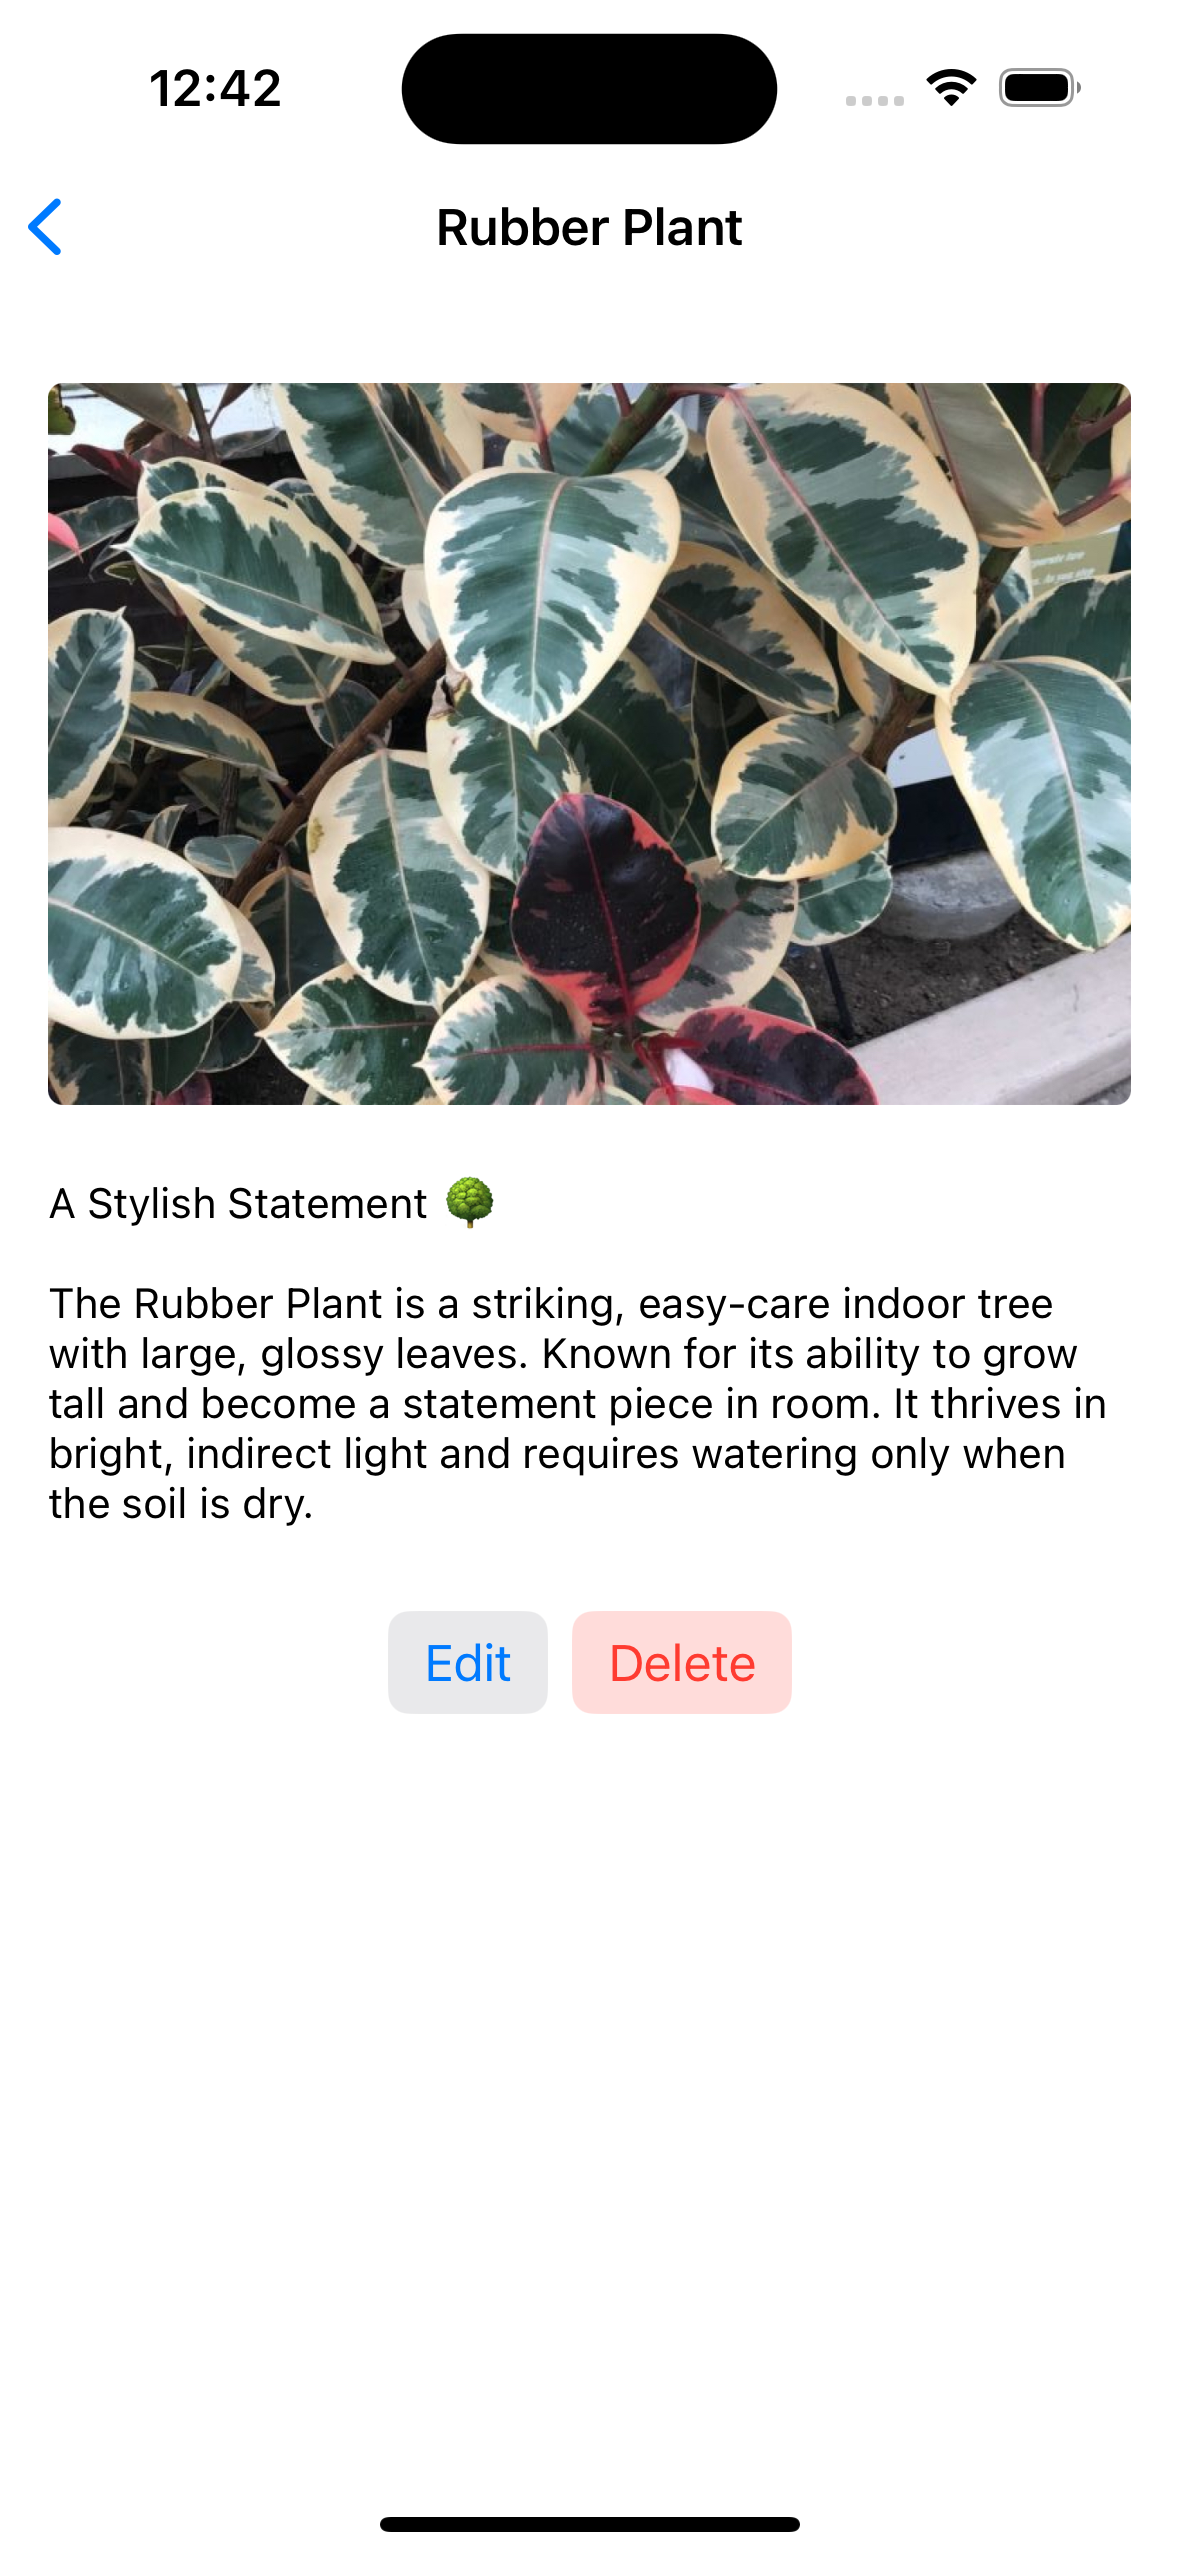 12:42
Rubber Plant
A Stylish Statement 🌳
The Rubber Plant is a striking, easy-care indoor tree
with large, glossy leaves. Known for its ability to grow
tall and become a statement piece in room. It thrives in
bright, indirect light and requires watering only when
the soil is dry.
Edit Delete